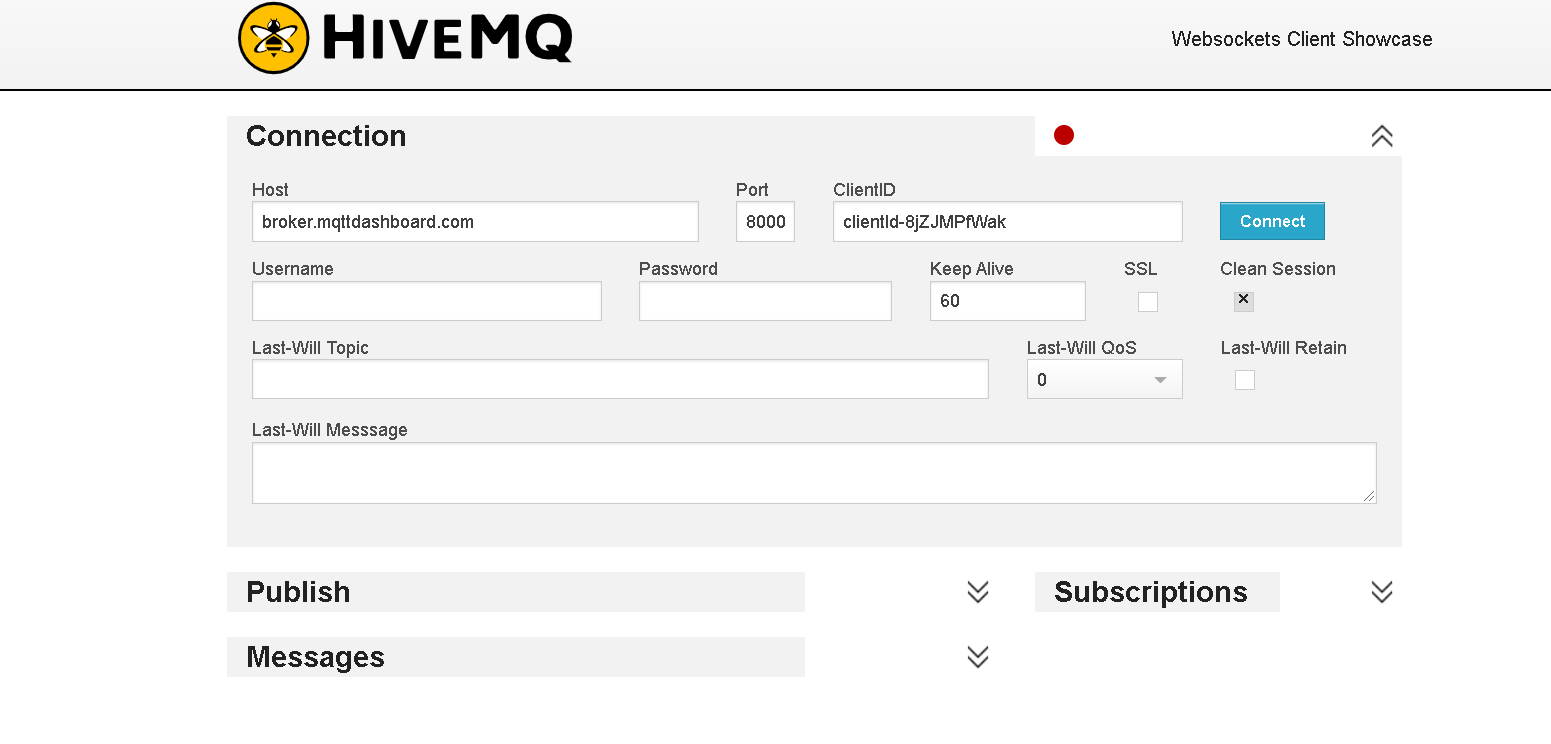 HIVEMQ
Websockets Client Showcase
Connection
Host
Port
ClientID
broker.mqttdashboard.com
8000
clientId-8jZJMPfWak
Connect
Username
Password
Keep Alive
SSL
Clean Session
60
Last-Will Topic
Last-Will QoS
Last-Will Retain
0
Last-Will Messsage
Publish
Subscriptions
Messages